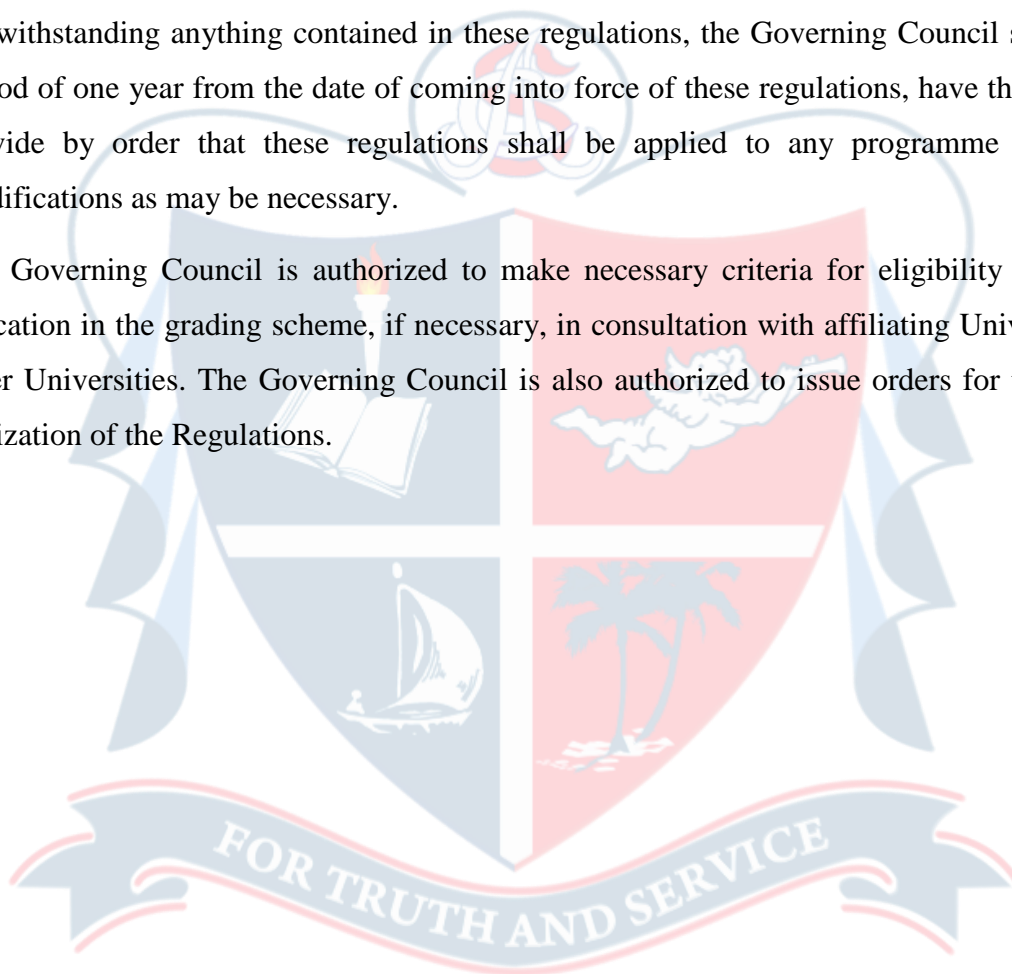 withstanding anything contained in these regulations, the Governing Council s
od of one year from the date of coming into force of these regulations, have th
vide by order that these regulations shall be applied to any programme
difications as may be necessary.
Governing Council is authorized to make necessary criteria for eligibility
cation in the grading scheme, if necessary, in consultation with affiliating Univ
er Universities. The Governing Council is also authorized to issue orders for
ization of the Regulations.
FOR TRUTH AND SERVICE